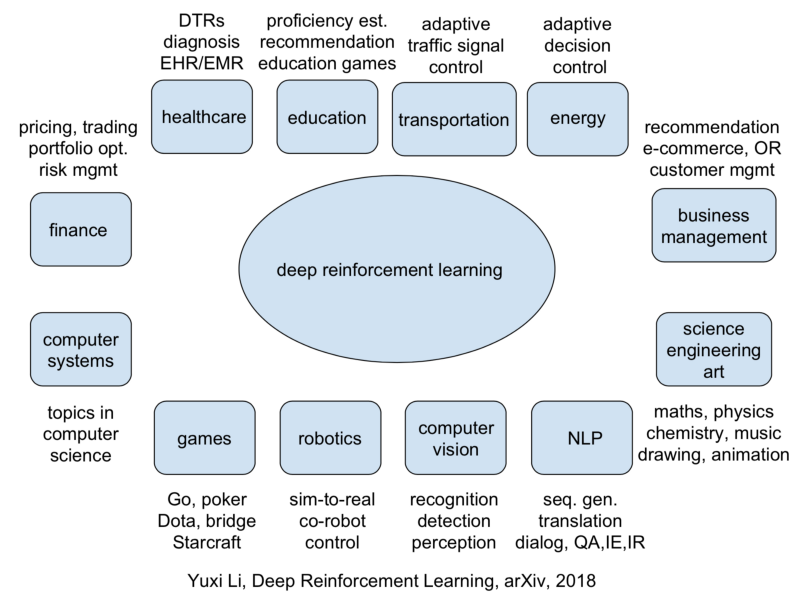 DTRs
diagnosis
EHR/EMR
healthcare
proficiency est.
recommendation
education games
education
adaptive
traffic signal
control
transportation
adaptive
decision
control
energy
pricing, trading
portfolio opt.
risk mgmt
finance
recommendation
e-commerce, OR
customer mgmt
business
management
deep reinforcement learning
computer
systems
topics in
computer
science
science
engineering
art
maths, physics
chemistry, music
drawing, animation
games
Go, poker
Dota, bridge
Starcraft
robotics
sim-to-real
co-robot
control
computer
vision
recognition
detection
perception
NLP
seq. gen.
translation
dialog, QA,IE,IR
Yuxi Li, Deep Reinforcement Learning, arXiv, 2018